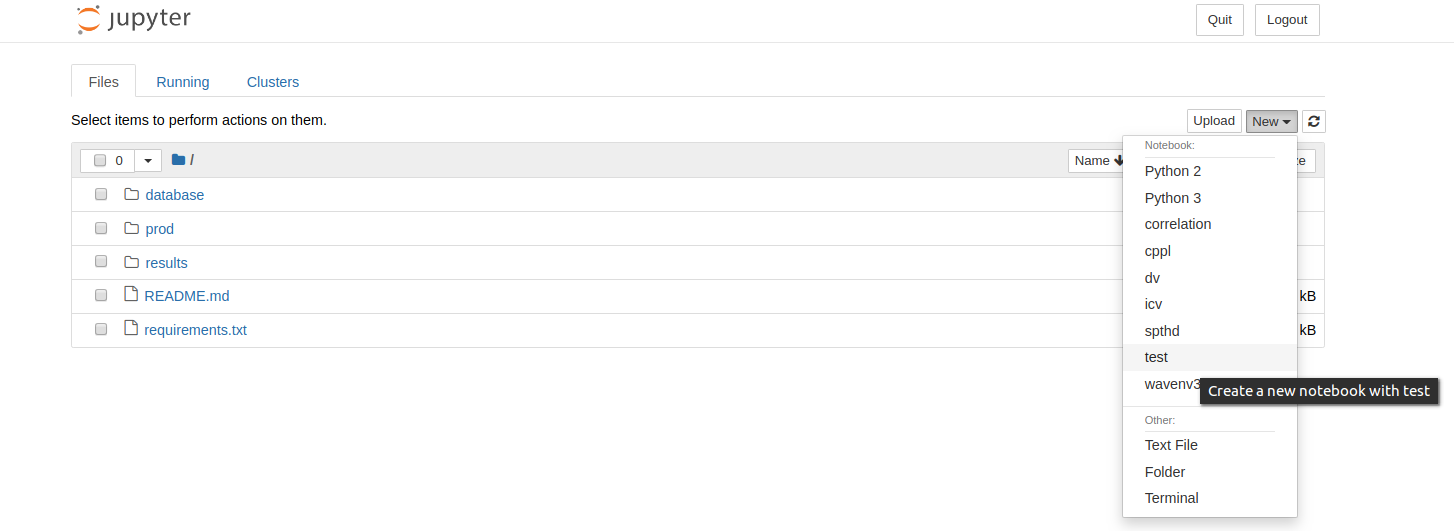 jupyter
Quit Logout
Files Running Clusters
Select items to perform actions on them.
Upload New
0 / Name
Notebook:
Python 2
Python 3
correlation
cppl
dv
icv
spthd
test
wavenv3
Create a new notebook with test
Other:
Text File
Folder
Terminal
database
prod
results
README.md kB
requirements.txt kB